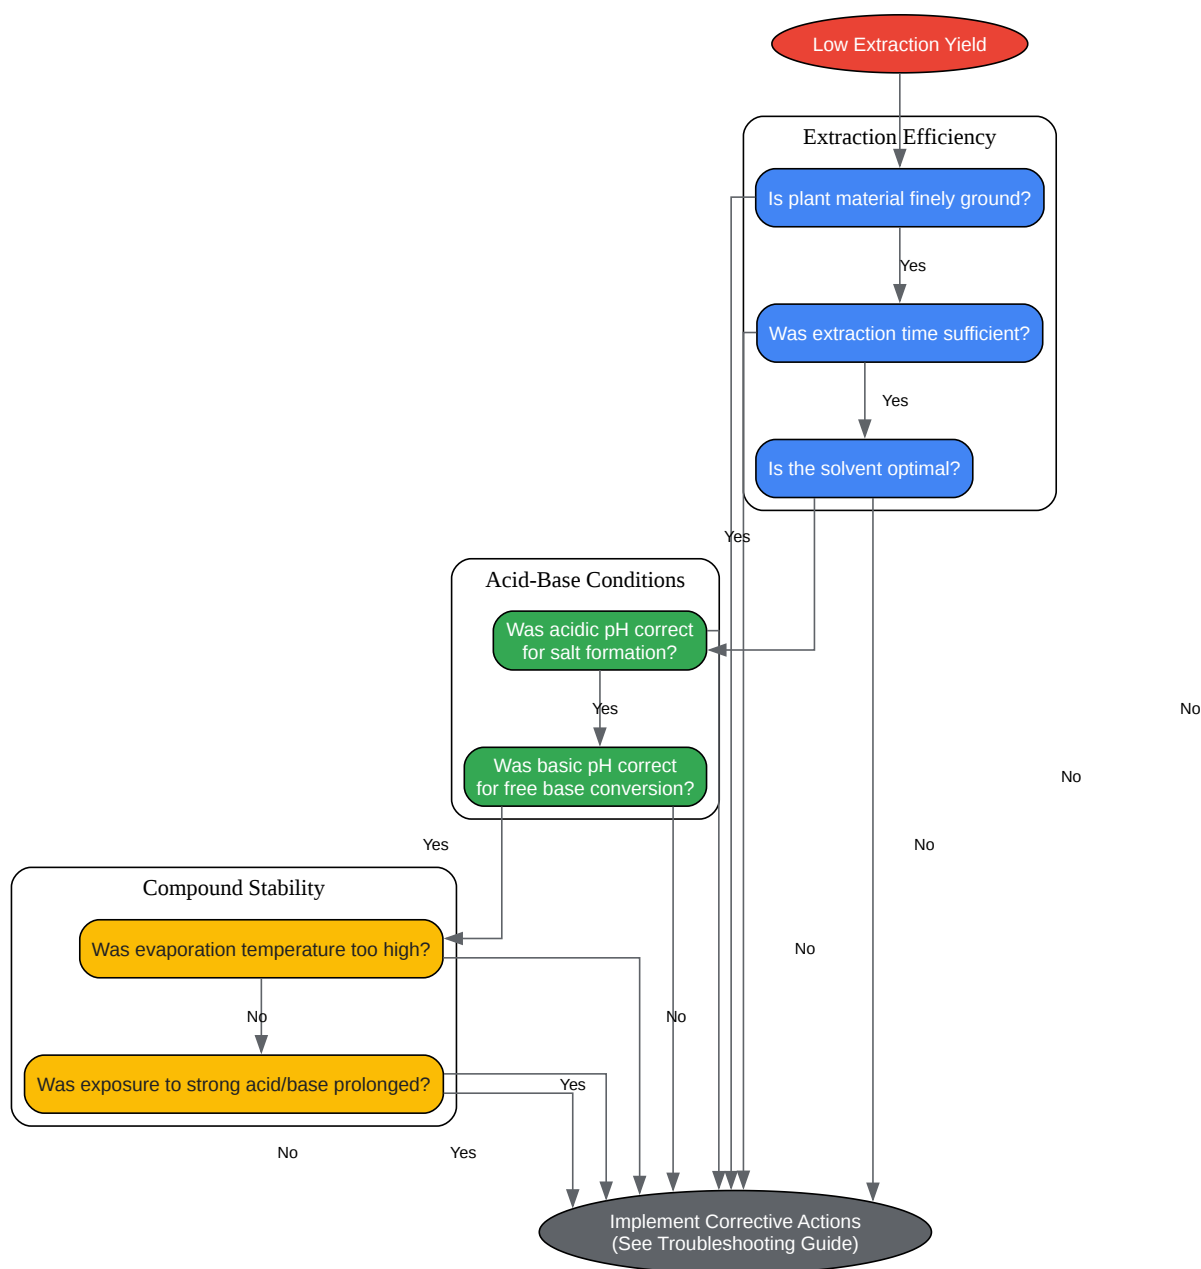 Low Extraction Yield
Extraction Efficiency
Is plant material finely ground?
Yes
Was extraction time sufficient?
Yes
Is the solvent optimal?
Yes
Acid-Base Conditions
Was acidic pH correct
for salt formation?
Yes
No
Was basic pH correct
for free base conversion?
No
Yes
No
Compound Stability
Was evaporation temperature too high?
No
No
No
Was exposure to strong acid/base prolonged?
Yes
No
Yes
Implement Corrective Actions
(See Troubleshooting Guide)